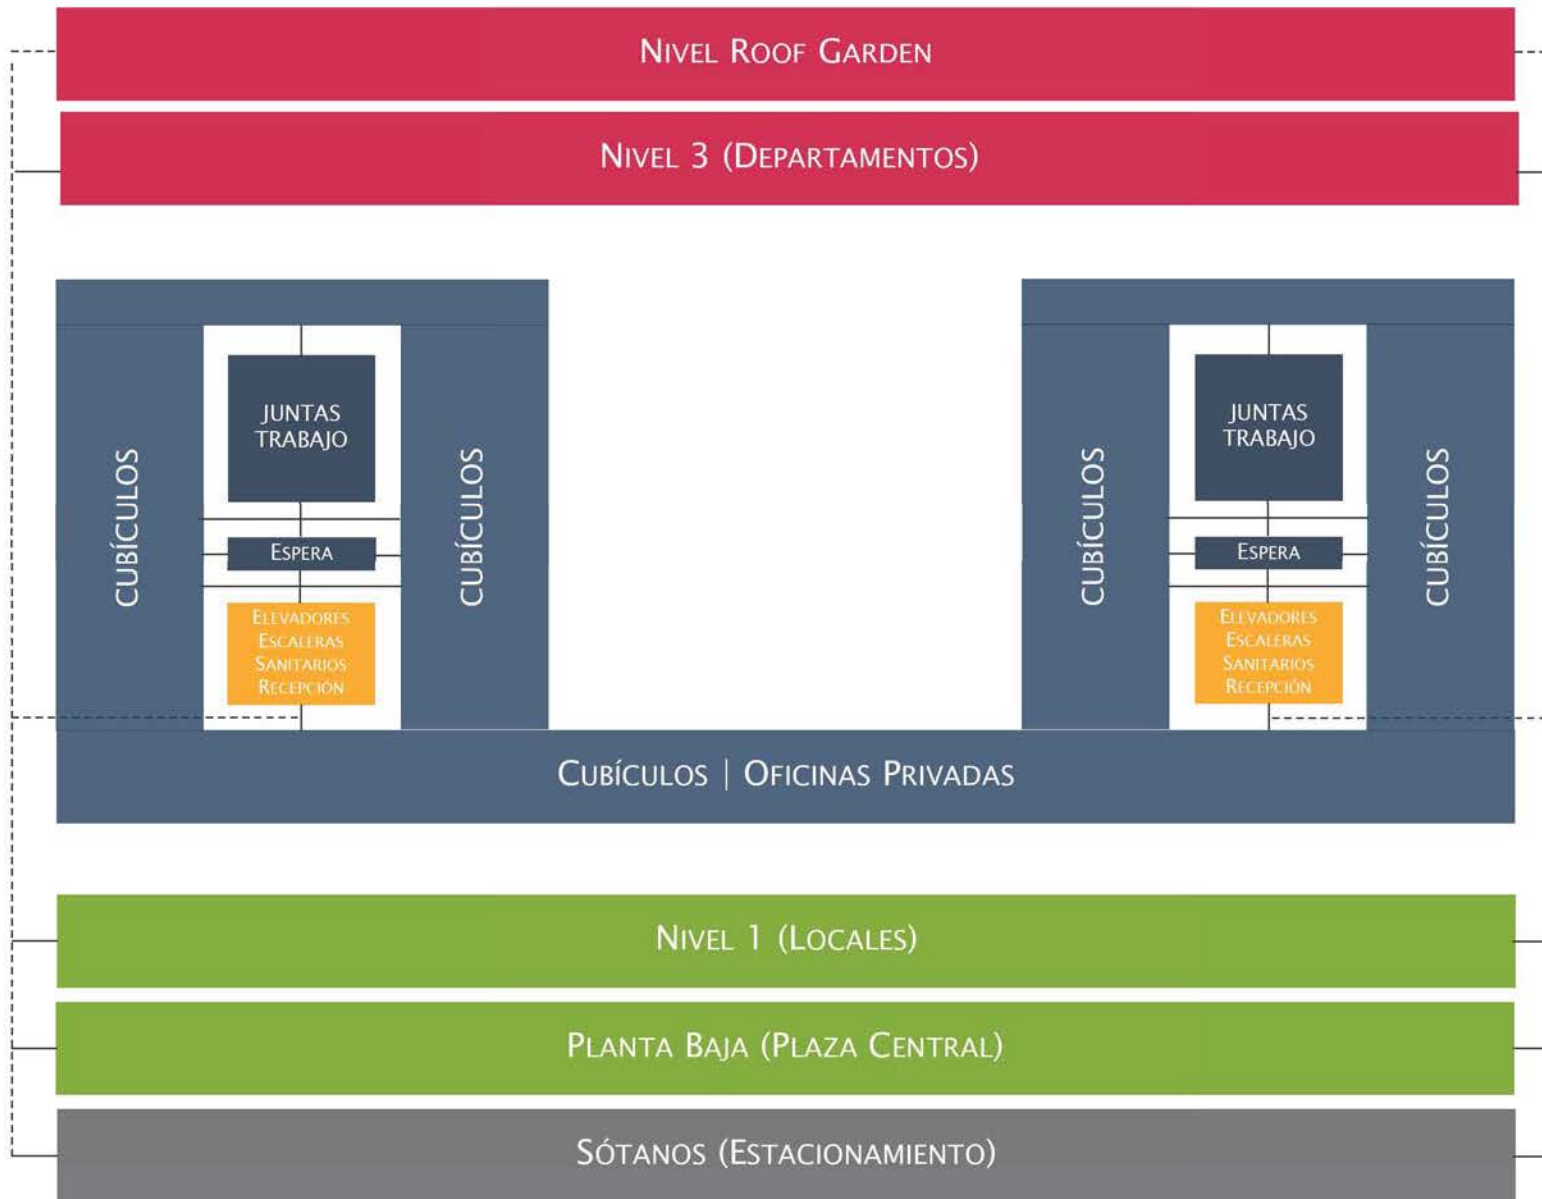 Nivel Roof Garden
Nivel 3 (Departamentos)
JUNTAS
TRABAJO
JUNTAS
TRABAJO
CUBÍCULOS
CUBÍCULOS
CUBÍCULOS
CUBÍCULOS
Espera
Espera
Elevadores
Escaleras
Sanitarios
Recepción
Elevadores
Escaleras
Sanitarios
Recepción
Cubículos | Oficinas Privadas
Nivel 1 (Locales)
Planta Baja (Plaza Central)
Sótanos (Estacionamiento)